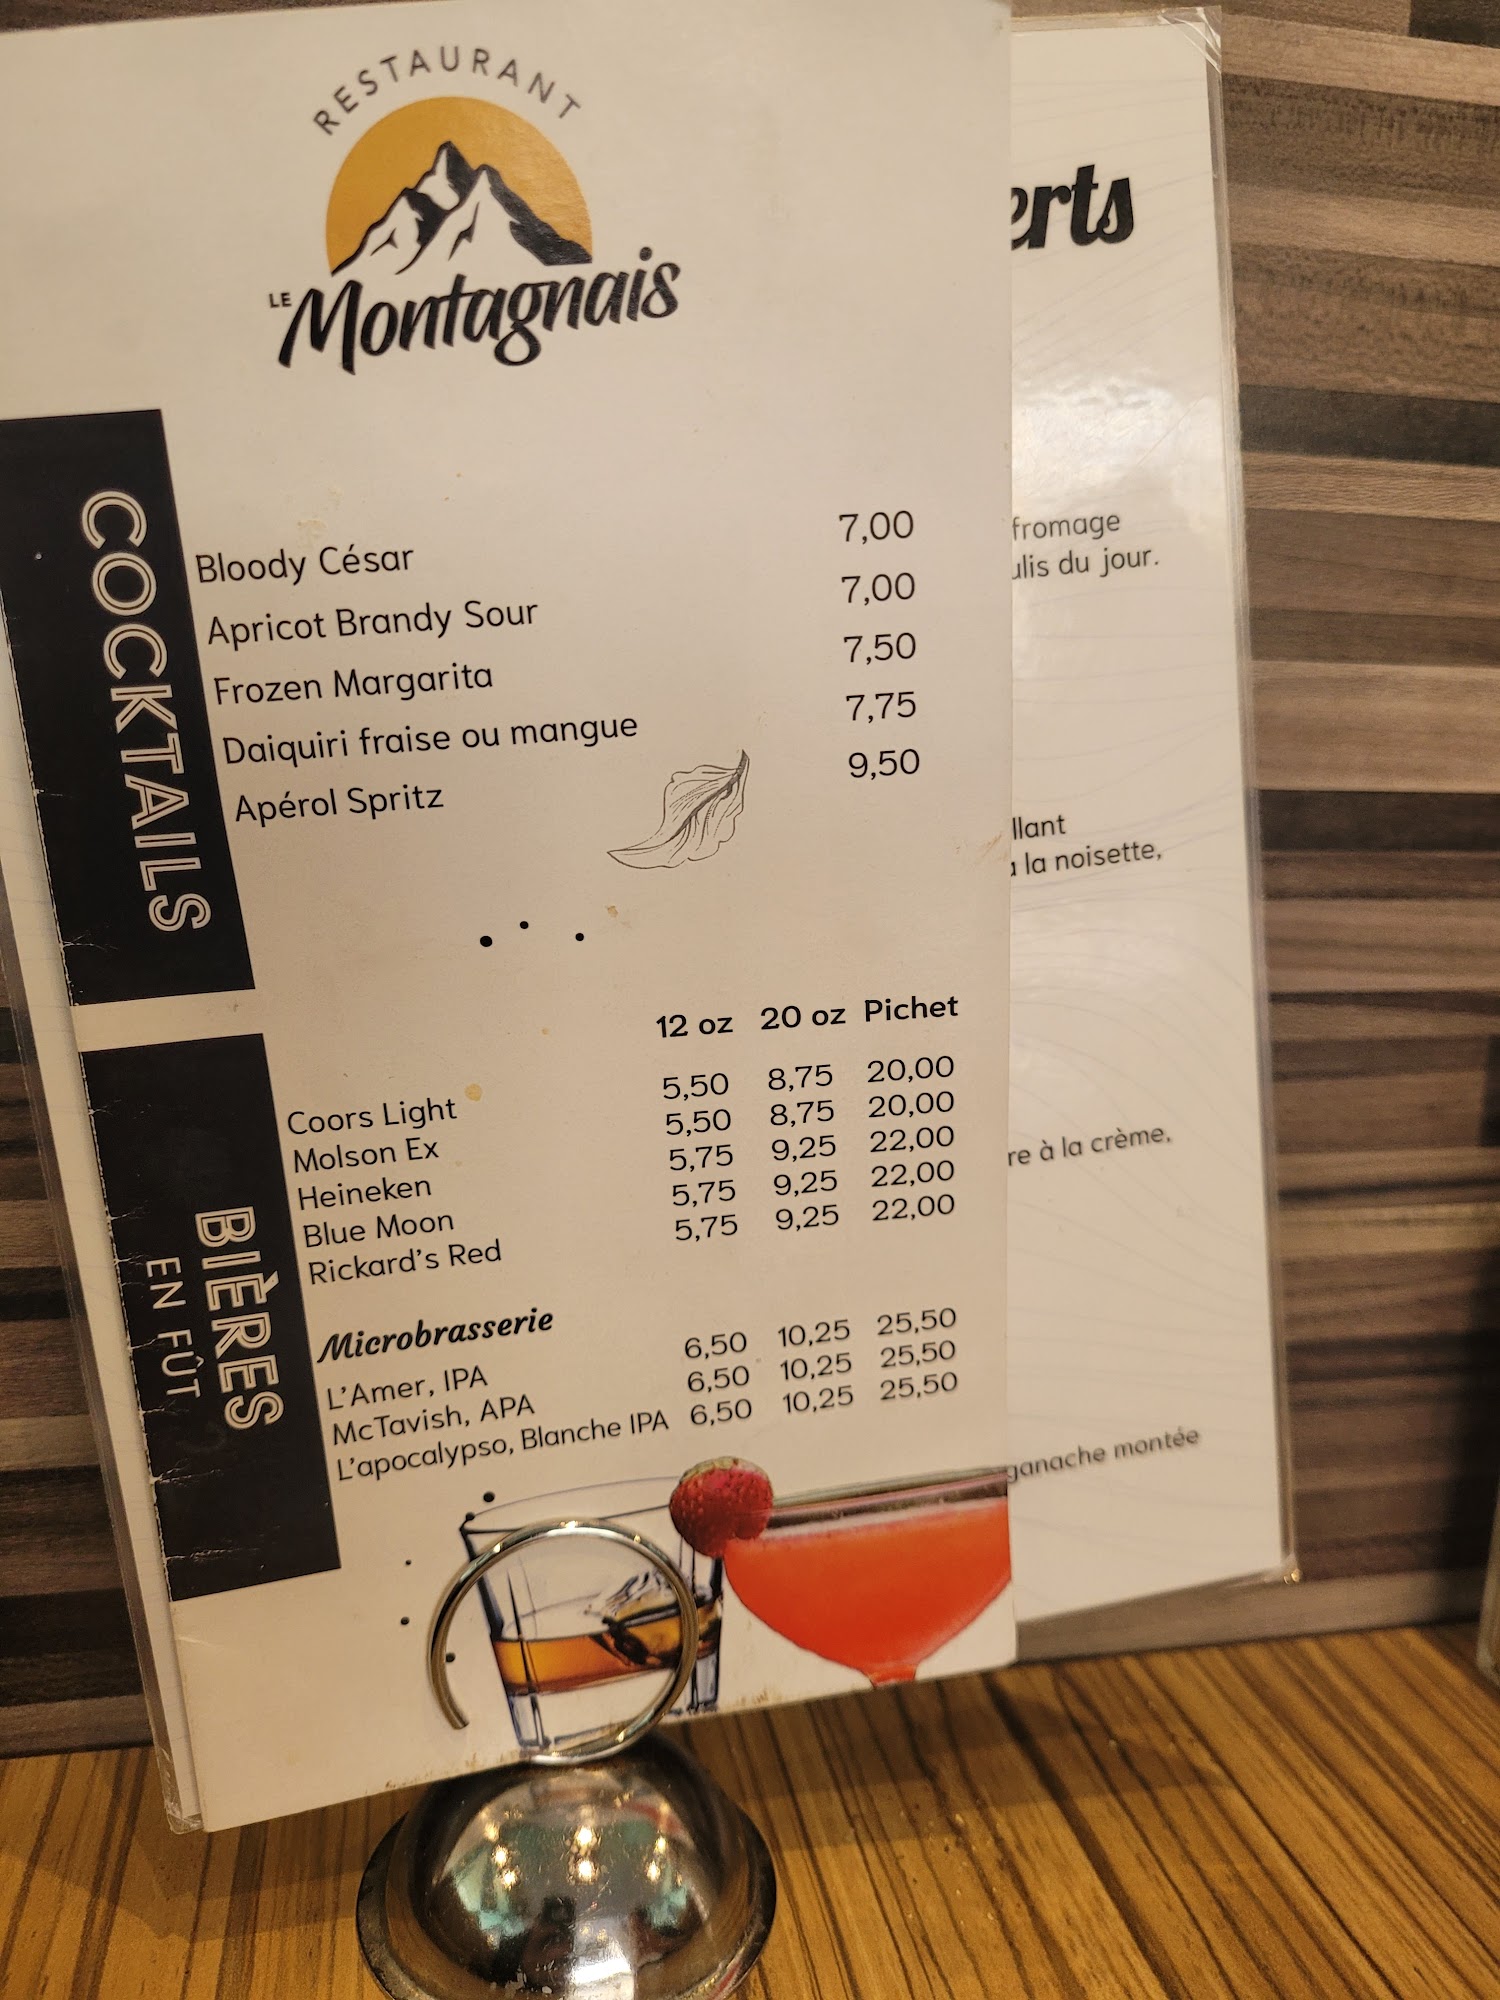 RESTAURANT
LE Montagnais
COCKTAILS
Bloody César 7,00
Apricot Brandy Sour 7,00
Frozen Margarita 7,50
Daiquiri fraise ou mangue 7,75
Apérol Spritz 9,50
BIÈRES
EN FÛT
12 oz 20 oz Pichet
Coors Light 5,50 8,75 20,00
Molson Ex 5,50 8,75 20,00
Heineken 5,75 9,25 22,00
Blue Moon 5,75 9,25 22,00
Rickard's Red 5,75 9,25 22,00
Microbrasserie
L'Amer, IPA 6,50 10,25 25,50
McTavish, APA 6,50 10,25 25,50
L'apocalypso, Blanche IPA 6,50 10,25 25,50
erts
fromage
ulis du jour.
llant
à la noisette,
re à la crème,
ganache montée